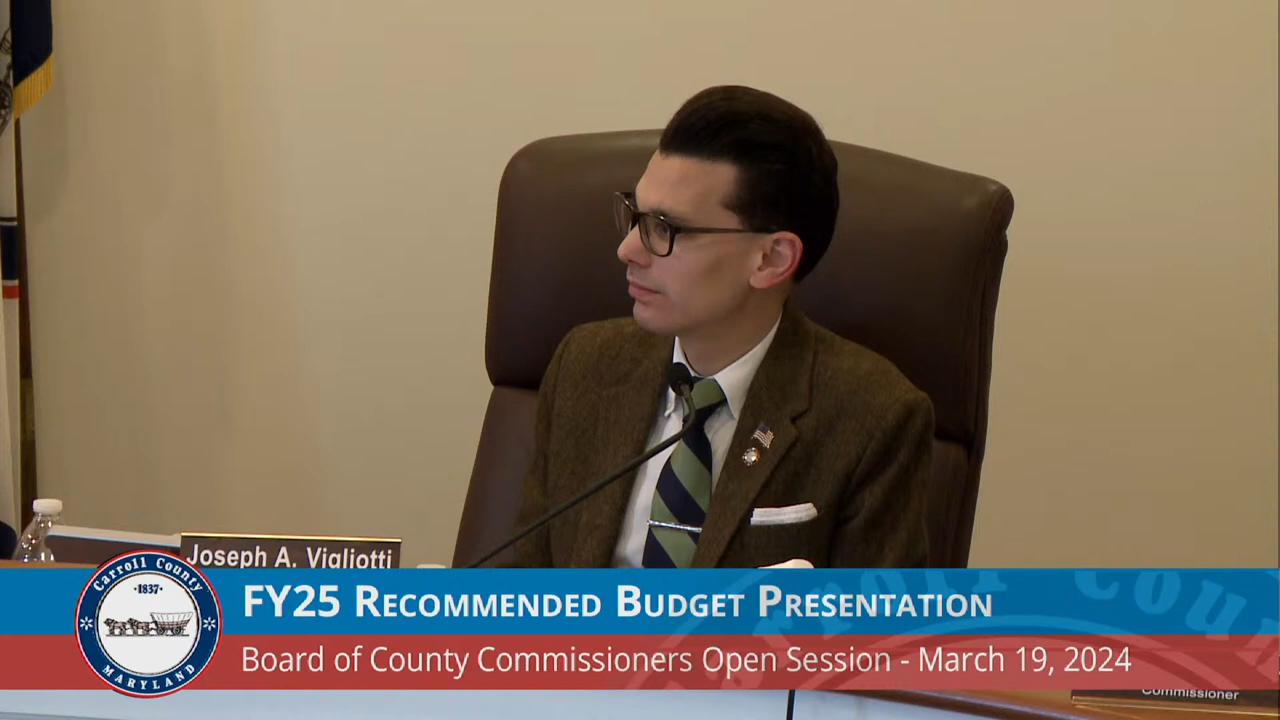 Joseph A. Vigliotti
Carroll County
·1837·
MARYLAND
FY25 RECOMMENDED BUDGET PRESENTATION
Board of County Commissioners Open Session - March 19, 2024
Commissioner